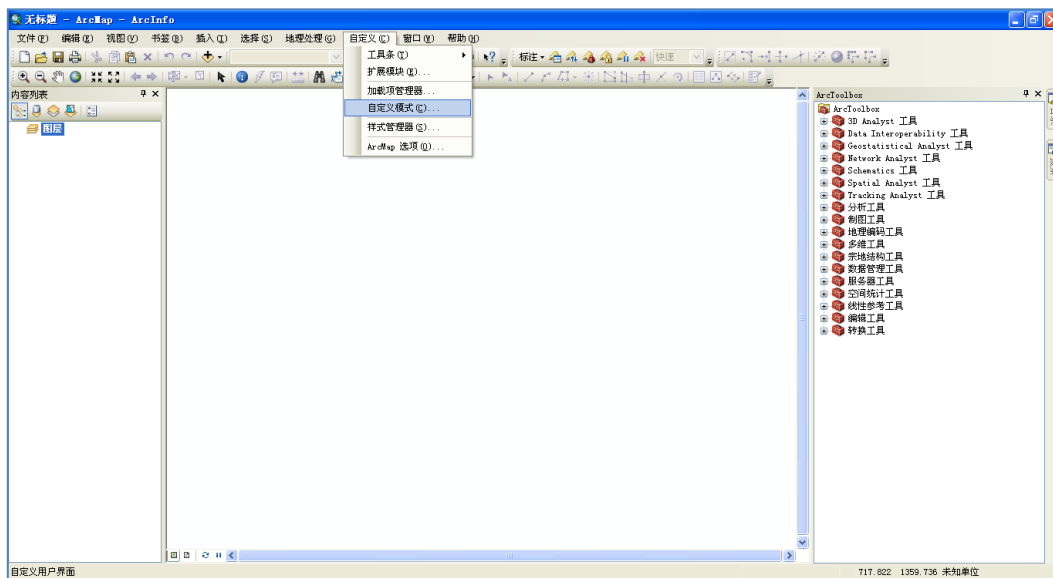 无标题 - ArcMap - ArcInfo
文件(F) 编辑(E) 视图(V) 书签(B) 插入(I) 选择(S) 地理处理(G) 自定义(C) 窗口(W) 帮助(H)
标注 快速
工具条(T)
扩展模块(E)...
加载项管理器...
自定义模式(C)...
样式管理器(S)...
ArcMap 选项(O)...
内容列表
图层
ArcToolbox
ArcToolbox
3D Analyst 工具
Data Interoperability 工具
Geostatistical Analyst 工具
Network Analyst 工具
Schematics 工具
Spatial Analyst 工具
Tracking Analyst 工具
分析工具
制图工具
地理编码工具
多维工具
宗地结构工具
数据管理工具
服务器工具
空间统计工具
线性参考工具
编辑工具
转换工具
自定义用户界面
717.822 1359.736 未知单位